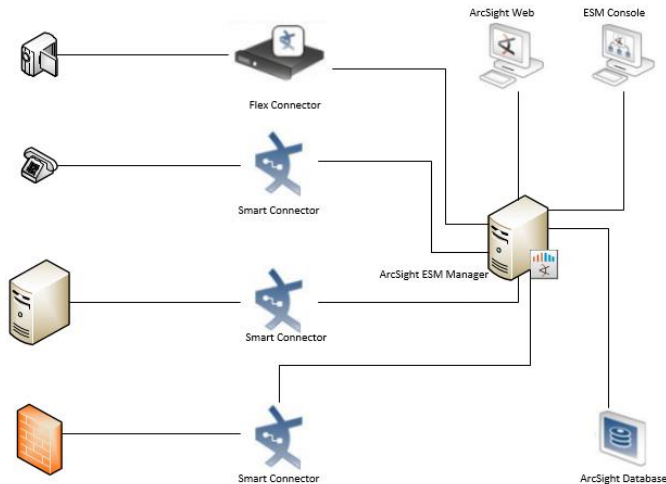 ArcSight Web
ESM Console
Flex Connector
Smart Connector
ArcSight ESM Manager
Smart Connector
Smart Connector
ArcSight Database